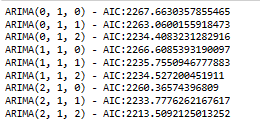 ARIMA(0, 1, 0) - AIC:2267.6630357855465
ARIMA(0, 1, 1) - AIC:2263.0600155918473
ARIMA(0, 1, 2) - AIC:2234.4083231282916
ARIMA(1, 1, 0) - AIC:2266.6085393190097
ARIMA(1, 1, 1) - AIC:2235.7550946777883
ARIMA(1, 1, 2) - AIC:2234.527200451911
ARIMA(2, 1, 0) - AIC:2260.36574396809
ARIMA(2, 1, 1) - AIC:2233.7776262167617
ARIMA(2, 1, 2) - AIC:2213.5092125013252